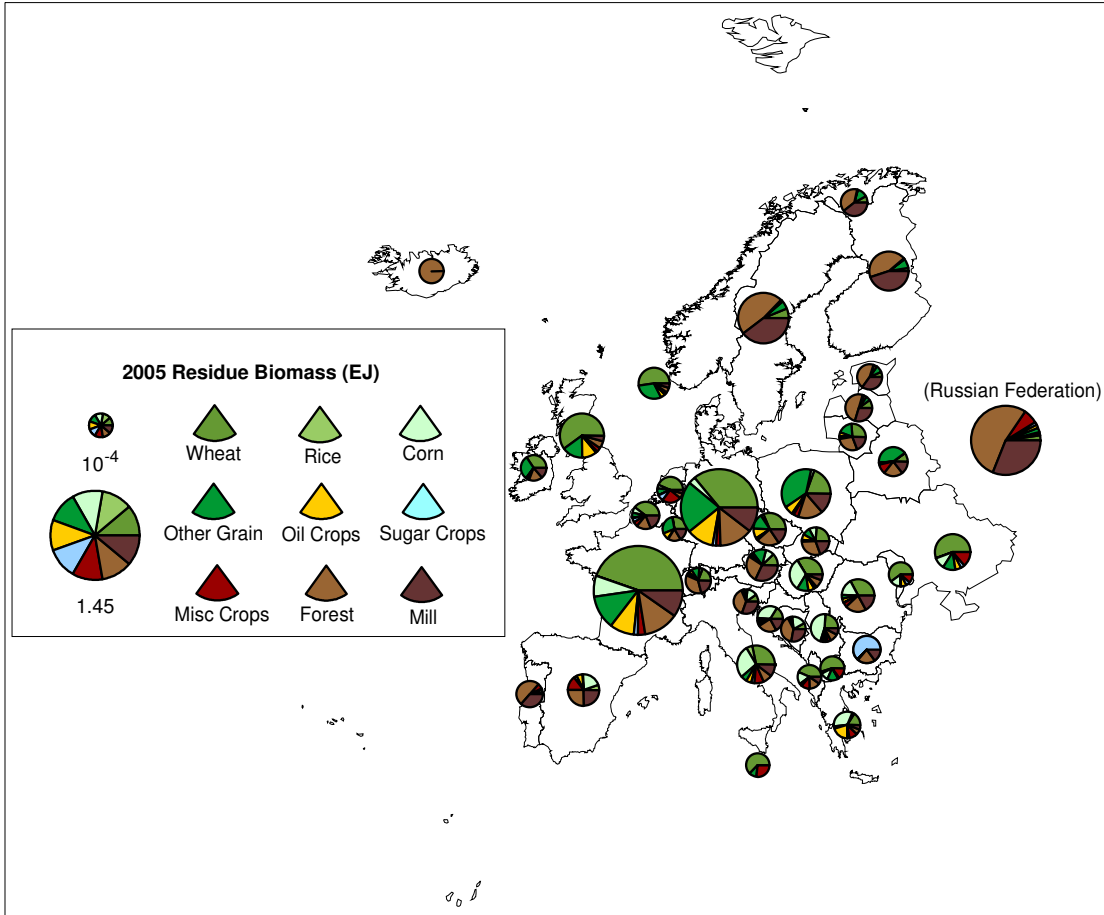 2005 Residue Biomass (EJ)
10-4
Wheat
Rice
Corn
1.45
Other Grain
Oil Crops
Sugar Crops
Misc Crops
Forest
Mill
(Russian Federation)